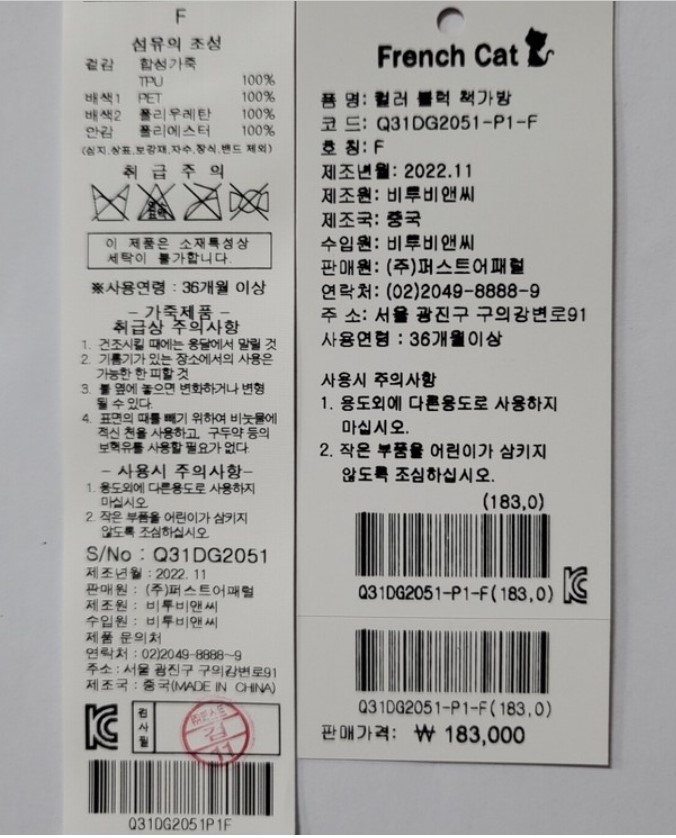 F
섬유의 조성
겉감 합성가죽
TPU 100%
배색1 PET 100%
배색2 폴리우레탄 100%
안감 폴리에스터 100%
(심지.상표.보강재.자수.장식.밴드 제외)
취 급 주 의
이 제품은 소재특성상
세탁이 불가합니다.
※사용연령 : 36개월 이상
- 가죽제품 -
취급상 주의사항
1. 건조시킬 때에는 응달에서 말릴 것
2. 기름기가 있는 장소에서의 사용은
가능한 한 피할 것
3. 불 옆에 놓으면 변화하거나 변형
될 수 있다.
4. 표면의 때를 빼기 위하여 비눗물에
적신 천을 사용하고, 구두약 등의
보혁유를 사용할 필요가 없다.
- 사용시 주의사항-
1. 용도외에 다른용도로 사용하지
마십시오
2. 작은 부품을 어린이가 삼키지
않도록 조심하십시오
S/No : Q31DG2051
제조년월 : 2022. 11
판매원 : (주)퍼스트어패럴
제조원 : 비투비앤씨
수입원 : 비투비앤씨
제품 문의처
연락처 : 02)2049-8888~9
주소 : 서울 광진구 구의강변로91
제조국 : 중국(MADE IN CHINA)
검사필
검
11
Q31DG2051P1F
French Cat
품 명: 컬러 블럭 책가방
코 드: Q31DG2051-P1-F
호 칭: F
제조년월: 2022.11
제조원: 비투비앤씨
제조국: 중국
수입원: 비투비앤씨
판매원: (주)퍼스트어패럴
연락처: (02)2049-8888-9
주 소: 서울 광진구 구의강변로91
사용연령 : 36개월이상
사용시 주의사항
1. 용도외에 다른용도로 사용하지
마십시오.
2. 작은 부품을 어린이가 삼키지
않도록 조심하십시오.
(183,0)
Q31DG2051-P1-F(183,0)
Q31DG2051-P1-F(183,0)
판매가격: ₩ 183,000